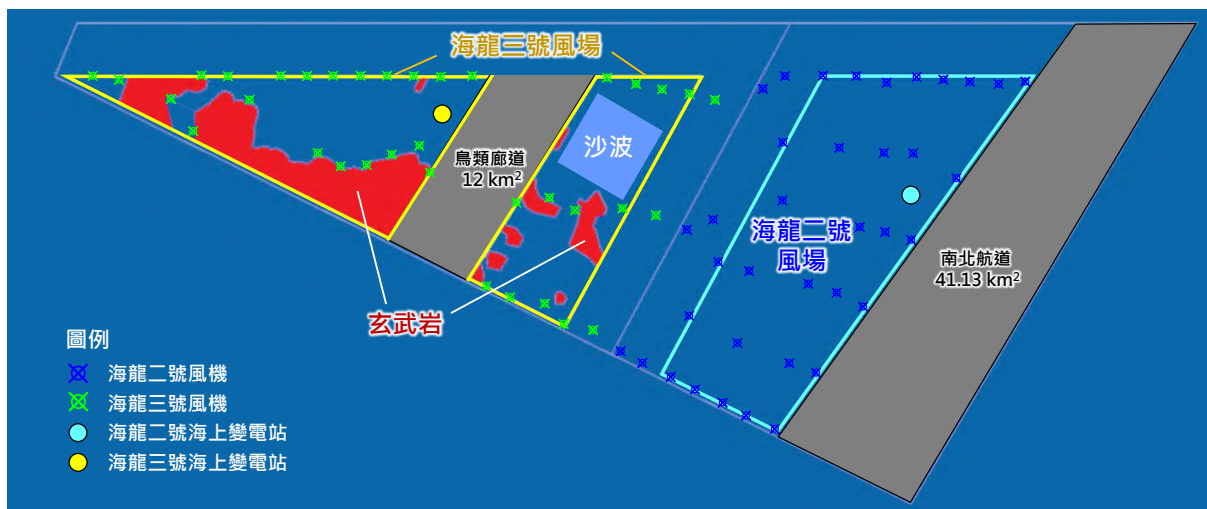 海龍三號風場
沙波
鳥類廊道
12 km²
海龍二號
風場
南北航道
41.13 km²
玄武岩
圖例
海龍二號風機
海龍三號風機
海龍二號海上變電站
海龍三號海上變電站